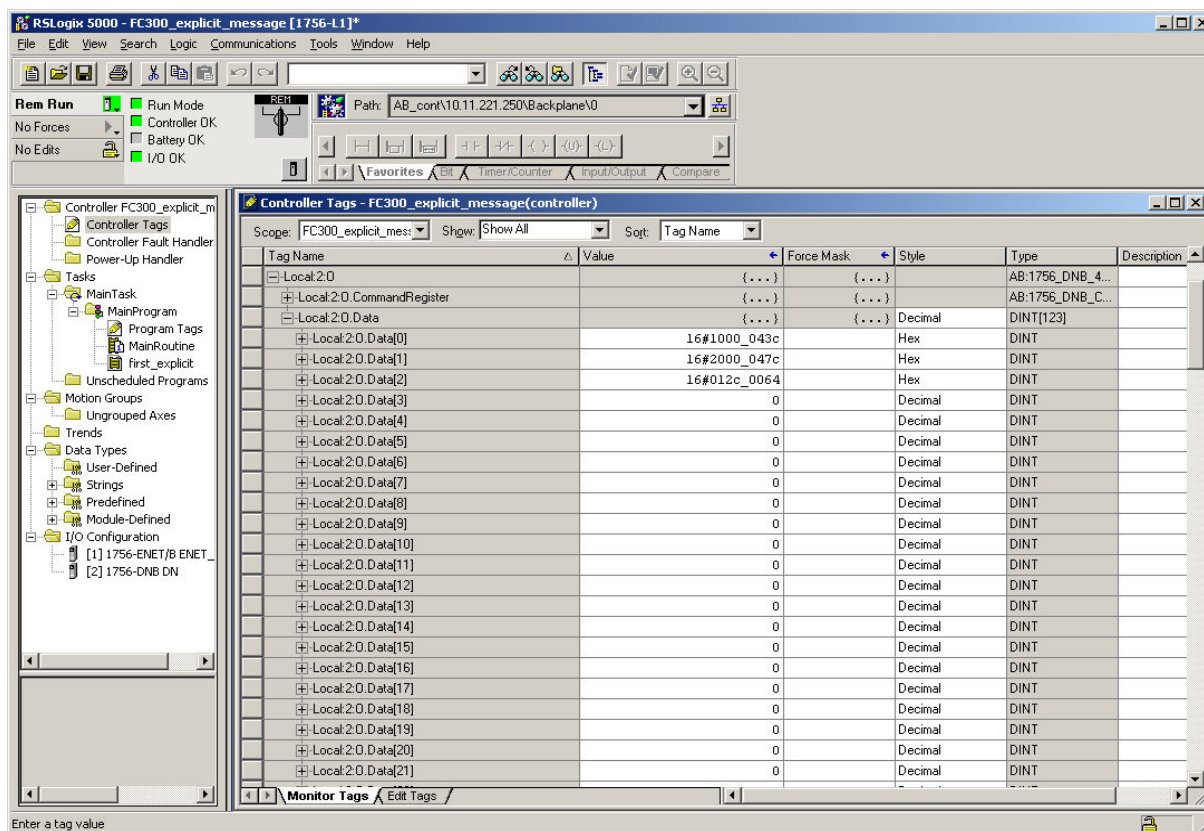 RSLogix 5000 - FC300_explicit_message [1756-L1]*
File Edit View Search Logic Communications Tools Window Help
Rem Run Run Mode
No Forces Controller OK
Battery OK
No Edits I/O OK
REM
Path: AB_cont\10.11.221.250\Backplane\0
Favorites Bit Timer/Counter Input/Output Compare
Controller FC300_explicit_m
Controller Tags
Controller Fault Handler
Power-Up Handler
Tasks
MainTask
MainProgram
Program Tags
MainRoutine
first_explicit
Unscheduled Programs
Motion Groups
Ungrouped Axes
Trends
Data Types
User-Defined
Strings
Predefined
Module-Defined
I/O Configuration
[1] 1756-ENET/B ENET_
[2] 1756-DNB DN
Controller Tags - FC300_explicit_message(controller)
Scope: FC300_explicit_mess Show: Show All Sort: Tag Name
Tag Name Value Force Mask Style Type Description
Local:2:O {...} {...} AB:1756_DNB_4...
Local:2:O.CommandRegister {...} {...} AB:1756_DNB_C...
Local:2:O.Data {...} {...} Decimal DINT[123]
Local:2:O.Data[0] 16#1000_043c Hex DINT
Local:2:O.Data[1] 16#2000_047c Hex DINT
Local:2:O.Data[2] 16#012c_0064 Hex DINT
Local:2:O.Data[3] 0 Decimal DINT
Local:2:O.Data[4] 0 Decimal DINT
Local:2:O.Data[5] 0 Decimal DINT
Local:2:O.Data[6] 0 Decimal DINT
Local:2:O.Data[7] 0 Decimal DINT
Local:2:O.Data[8] 0 Decimal DINT
Local:2:O.Data[9] 0 Decimal DINT
Local:2:O.Data[10] 0 Decimal DINT
Local:2:O.Data[11] 0 Decimal DINT
Local:2:O.Data[12] 0 Decimal DINT
Local:2:O.Data[13] 0 Decimal DINT
Local:2:O.Data[14] 0 Decimal DINT
Local:2:O.Data[15] 0 Decimal DINT
Local:2:O.Data[16] 0 Decimal DINT
Local:2:O.Data[17] 0 Decimal DINT
Local:2:O.Data[18] 0 Decimal DINT
Local:2:O.Data[19] 0 Decimal DINT
Local:2:O.Data[20] 0 Decimal DINT
Local:2:O.Data[21] 0 Decimal DINT
Monitor Tags Edit Tags
Enter a tag value